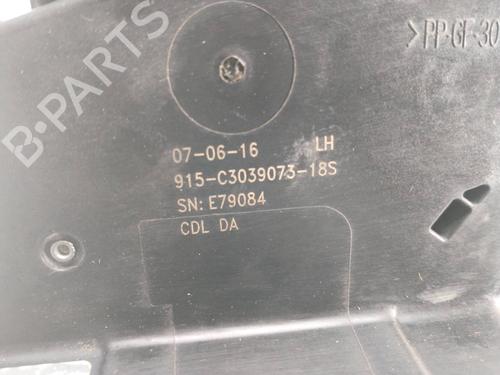 >PP-GF-30
07-06-16 LH
915-C3039073-18S
SN: E79084
CDL DA
B-PARTS